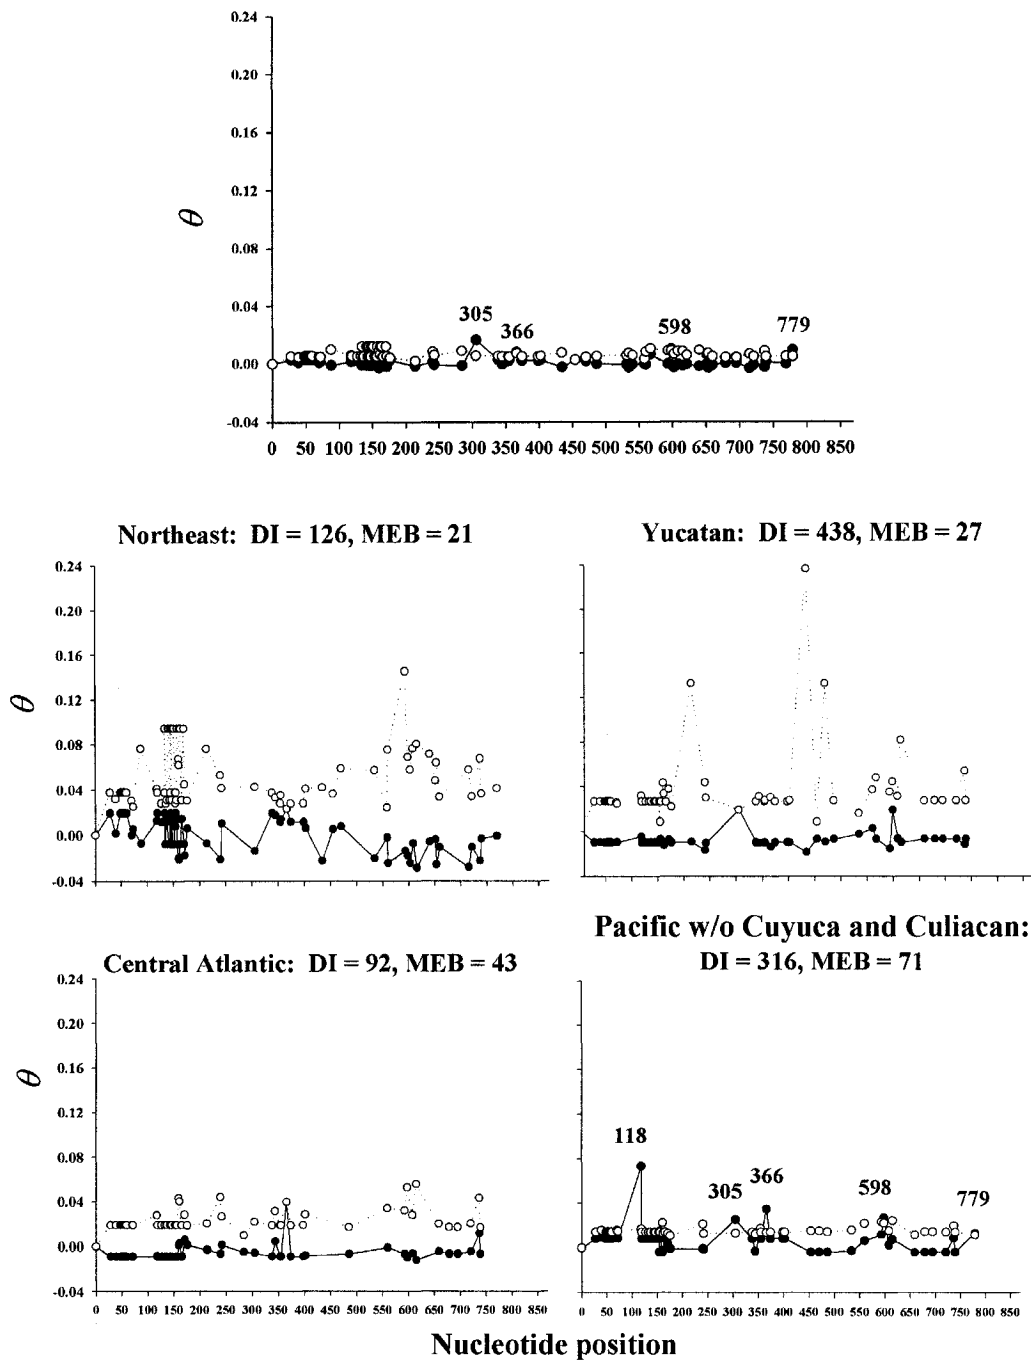 0.24
0.20
0.16
0.12
0.08
0.04
0.00
-0.04
θ
305
366
598
779
0 50 100 150 200 250 300 350 400 450 500 550 600 650 700 750 800 850
Northeast: DI = 126, MEB = 21
0.24
0.20
0.16
0.12
0.08
0.04
0.00
-0.04
θ
Yucatan: DI = 438, MEB = 27
Central Atlantic: DI = 92, MEB = 43
0.24
0.20
0.16
0.12
0.08
0.04
0.00
-0.04
θ
0 50 100 150 200 250 300 350 400 450 500 550 600 650 700 750 800 850
Pacific w/o Cuyuca and Culiacan:
DI = 316, MEB = 71
118
305
366
598
779
0 50 100 150 200 250 300 350 400 450 500 550 600 650 700 750 800 850
Nucleotide position